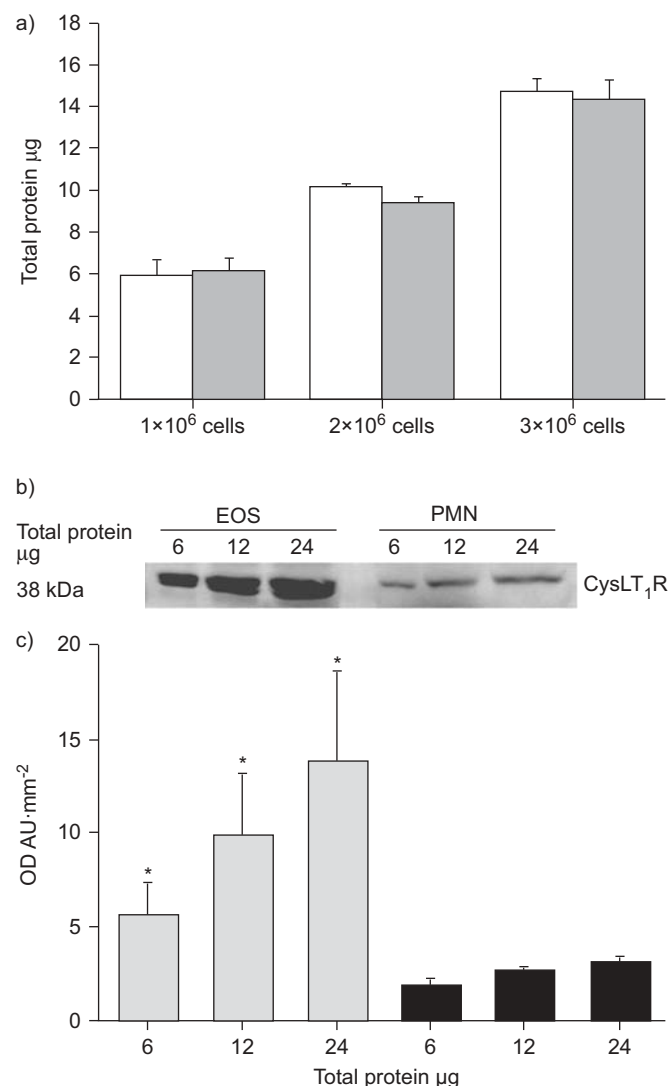 a)
18
16
14
12
10
8
6
4
2
0
Total protein µg
1×10⁶ cells 2×10⁶ cells 3×10⁶ cells
b)
EOS PMN
Total protein
µg
6 12 24 6 12 24
38 kDa CysLT₁R
c)
20
15
10
5
0
OD AU·mm⁻²
* * *
6 12 24 6 12 24
Total protein µg